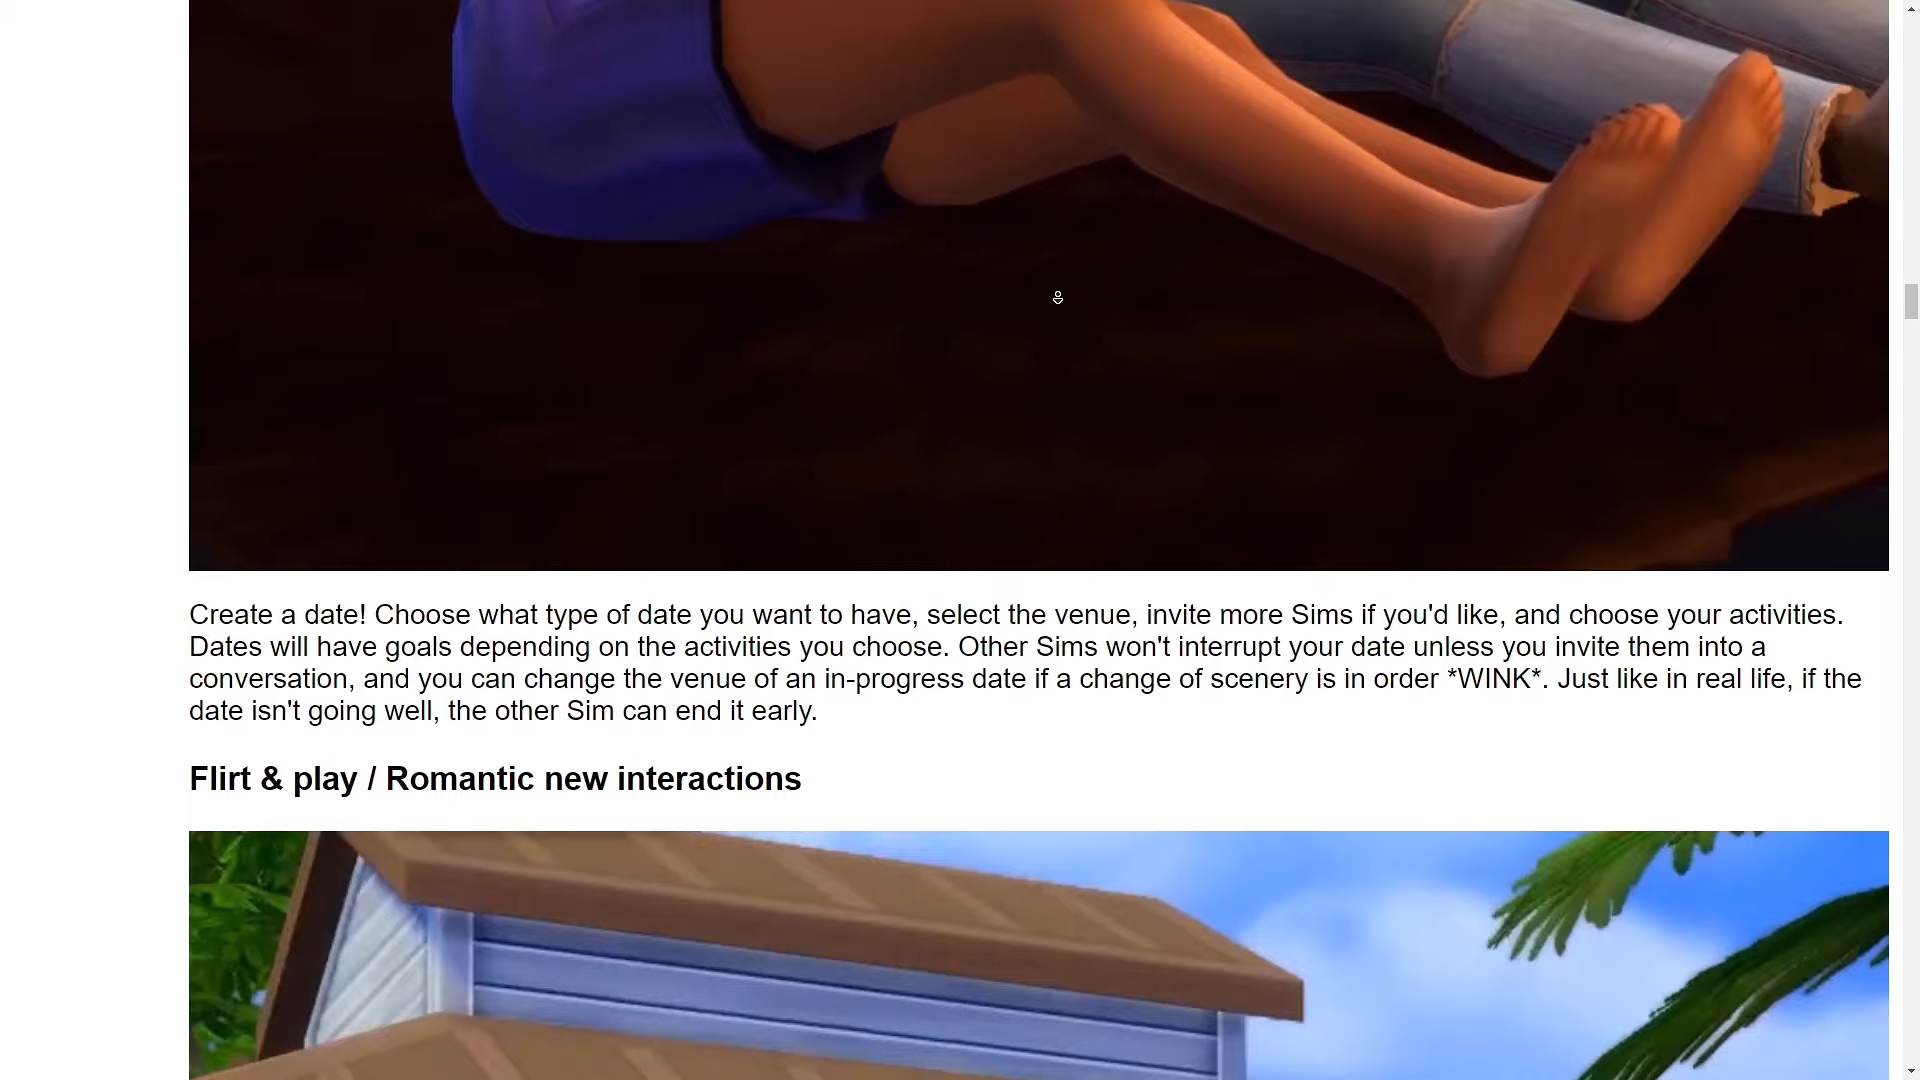 Create a date! Choose what type of date you want to have, select the venue, invite more Sims if you'd like, and choose your activities.
Dates will have goals depending on the activities you choose. Other Sims won't interrupt your date unless you invite them into a
conversation, and you can change the venue of an in-progress date if a change of scenery is in order *WINK*. Just like in real life, if the
date isn't going well, the other Sim can end it early.
Flirt & play / Romantic new interactions